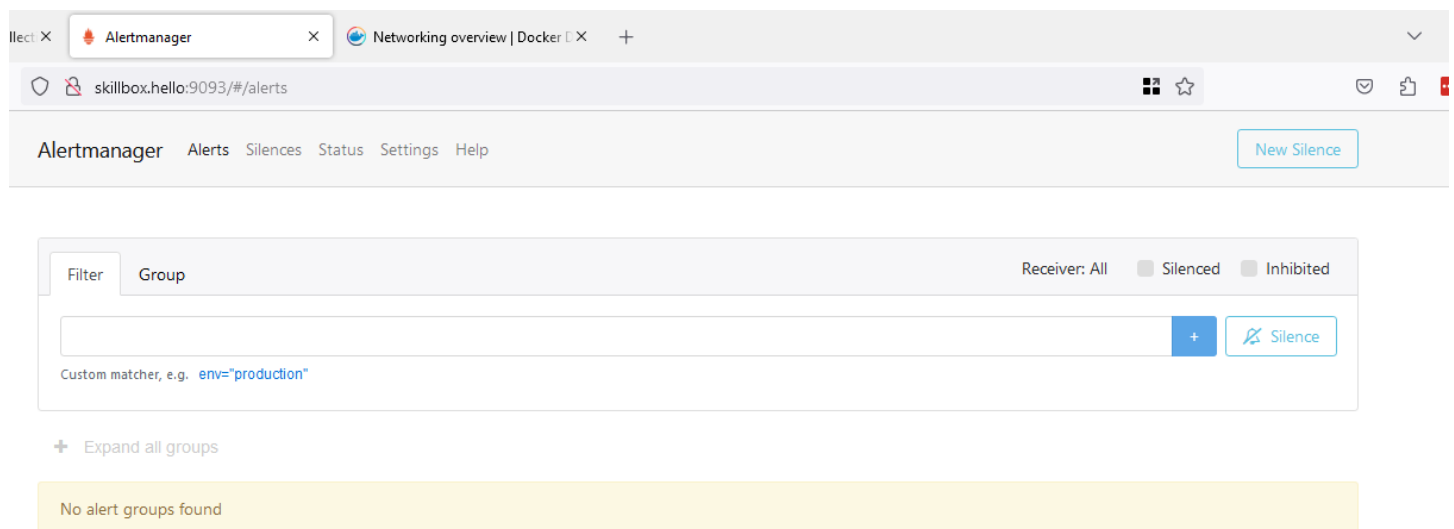 llect
Alertmanager
Networking overview | Docker D
skillbox.hello:9093/#/alerts
Alertmanager Alerts Silences Status Settings Help New Silence
Filter Group Receiver: All Silenced Inhibited
+ Silence
Custom matcher, e.g. env="production"
+ Expand all groups
No alert groups found